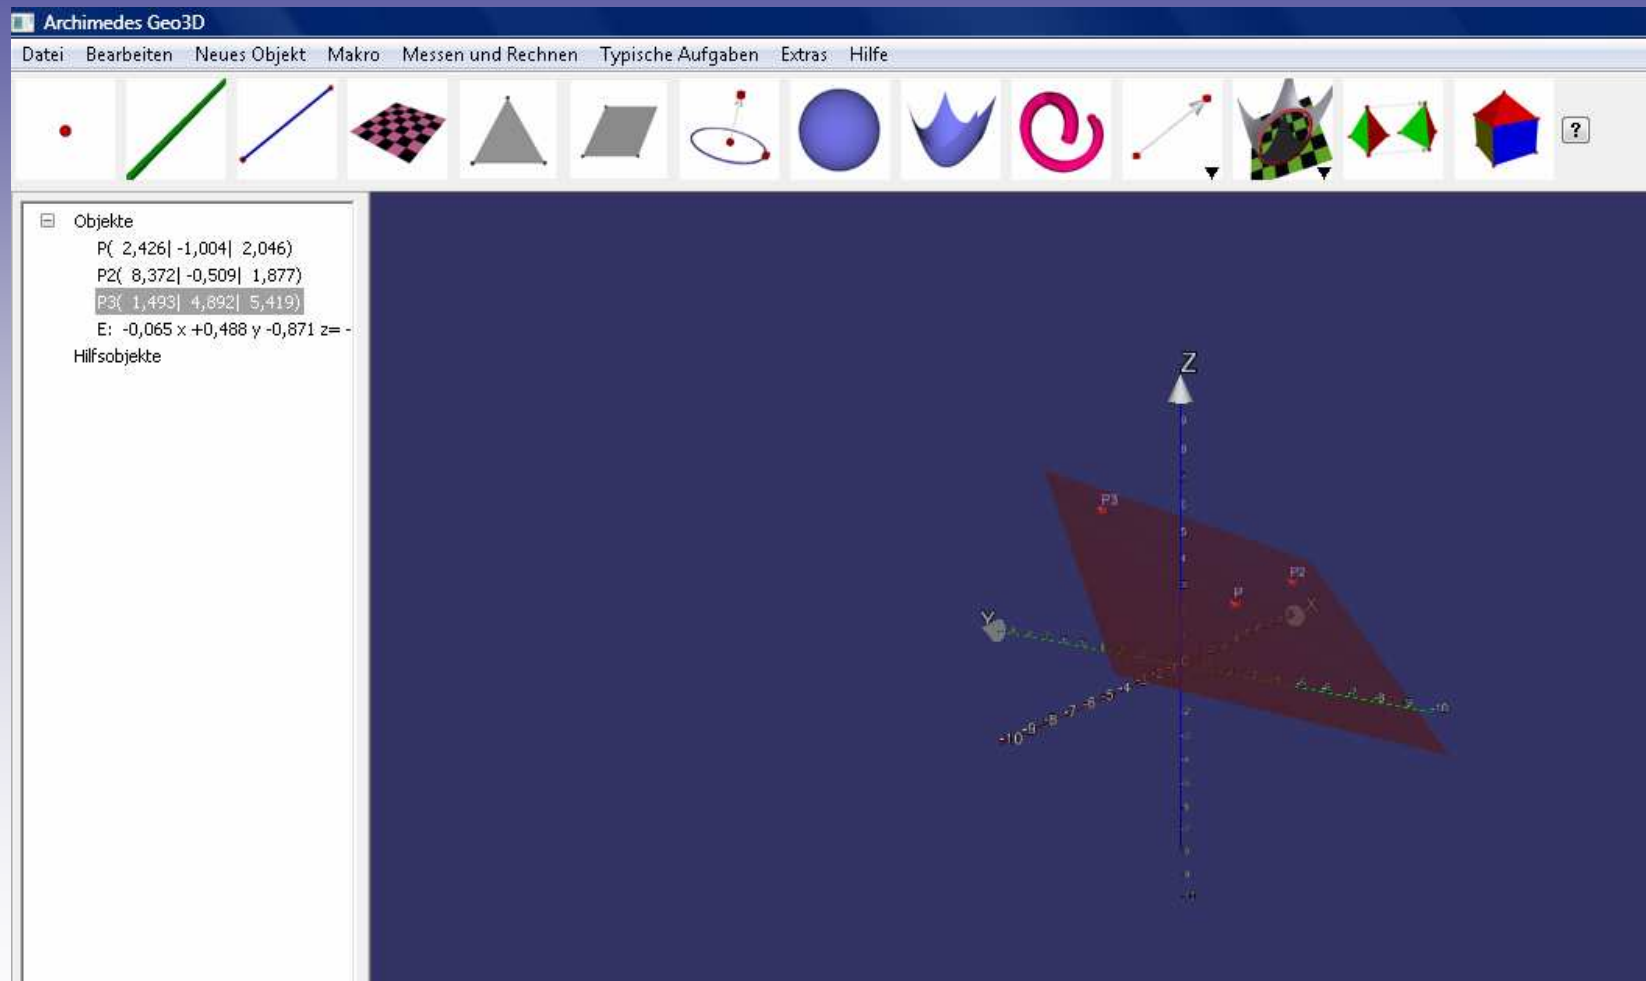 Archimedes Geo3D
Datei Bearbeiten Neues Objekt Makro Messen und Rechnen Typische Aufgaben Extras Hilfe
?
Objekte
P( 2,426| -1,004| 2,046)
P2( 8,372| -0,509| 1,877)
P3( 1,493| 4,892| 5,419)
E: -0,065 x +0,488 y -0,871 z= -
Hilfsobjekte
Z
P3
P2
P
X
Y
-4
-5
-6
-7
-8
-9
-10
-10